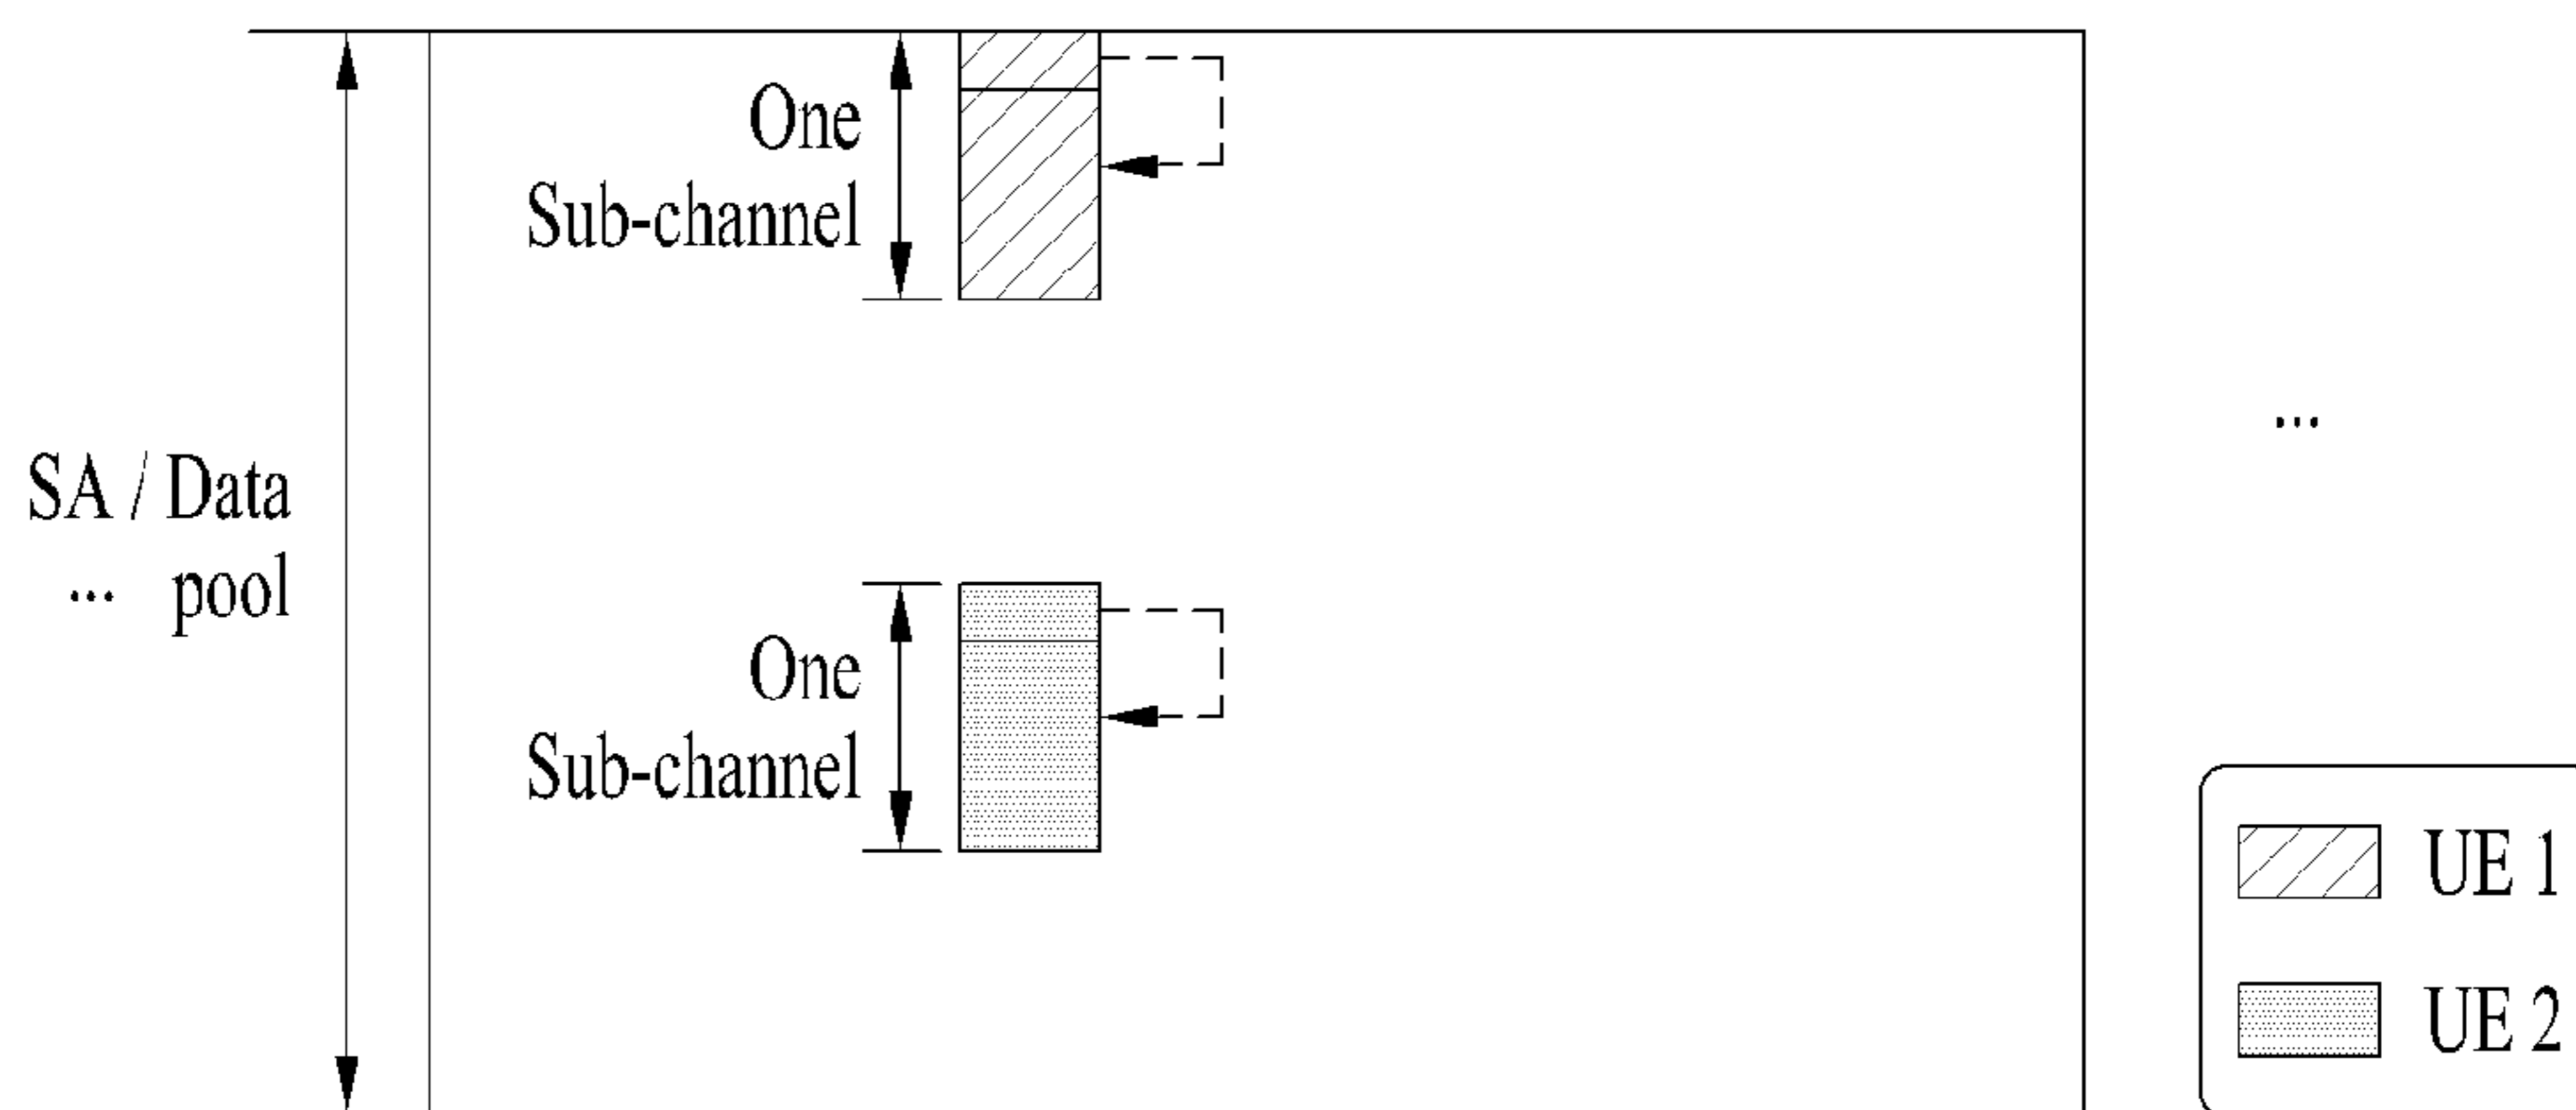 One
Sub-channel
SA / Data
... pool
...
One
Sub-channel
UE 1
UE 2